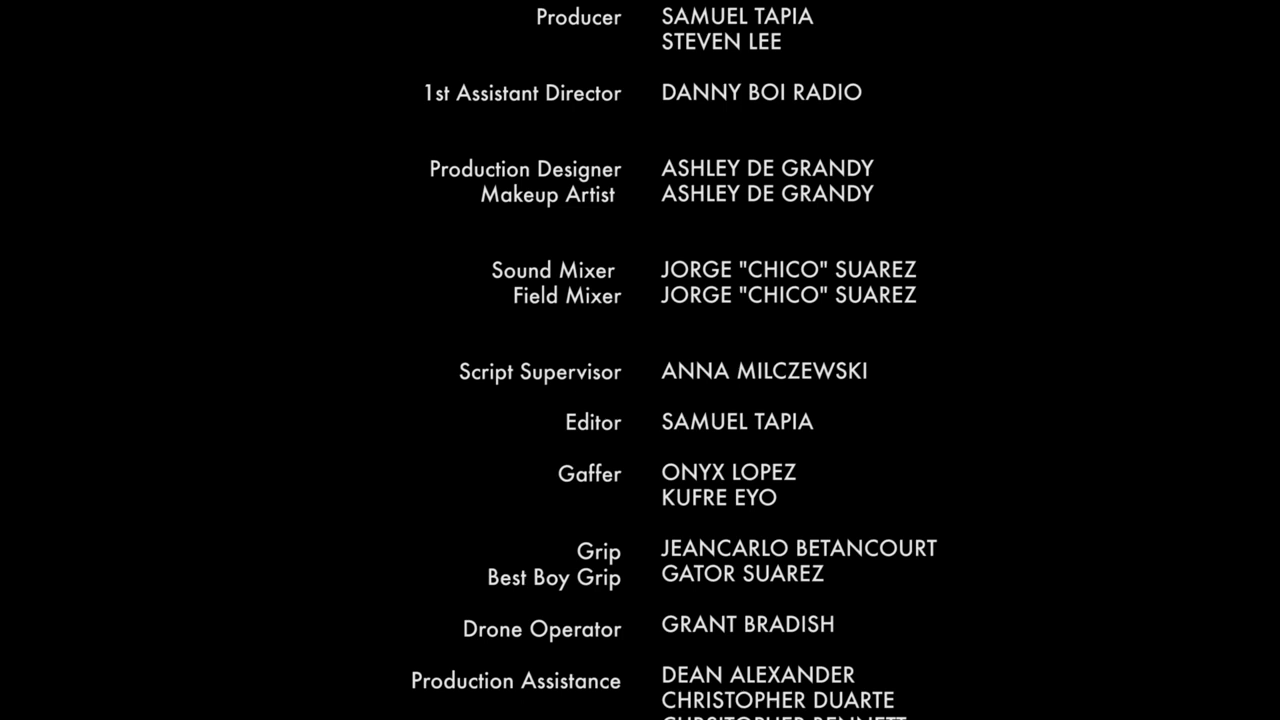 Producer SAMUEL TAPIA
STEVEN LEE
1st Assistant Director DANNY BOI RADIO
Production Designer ASHLEY DE GRANDY
Makeup Artist ASHLEY DE GRANDY
Sound Mixer JORGE "CHICO" SUAREZ
Field Mixer JORGE "CHICO" SUAREZ
Script Supervisor ANNA MILCZEWSKI
Editor SAMUEL TAPIA
Gaffer ONYX LOPEZ
KUFRE EYO
Grip JEANCARLO BETANCOURT
Best Boy Grip GATOR SUAREZ
Drone Operator GRANT BRADISH
Production Assistance DEAN ALEXANDER
CHRISTOPHER DUARTE